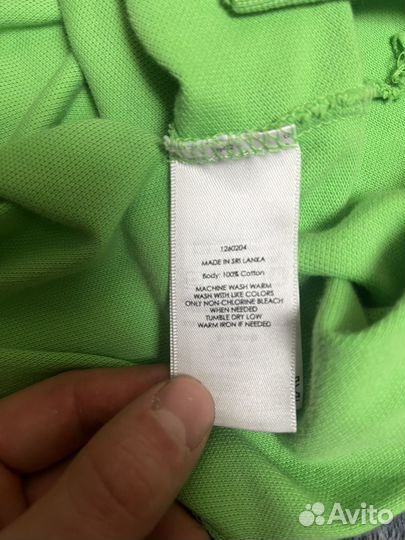 1260204
MADE IN SRI LANKA
Body: 100% Cotton
MACHINE WASH WARM
WASH WITH LIKE COLORS
ONLY NON-CHLORINE BLEACH
WHEN NEEDED
TUMBLE DRY LOW
WARM IRON IF NEEDED
Avito